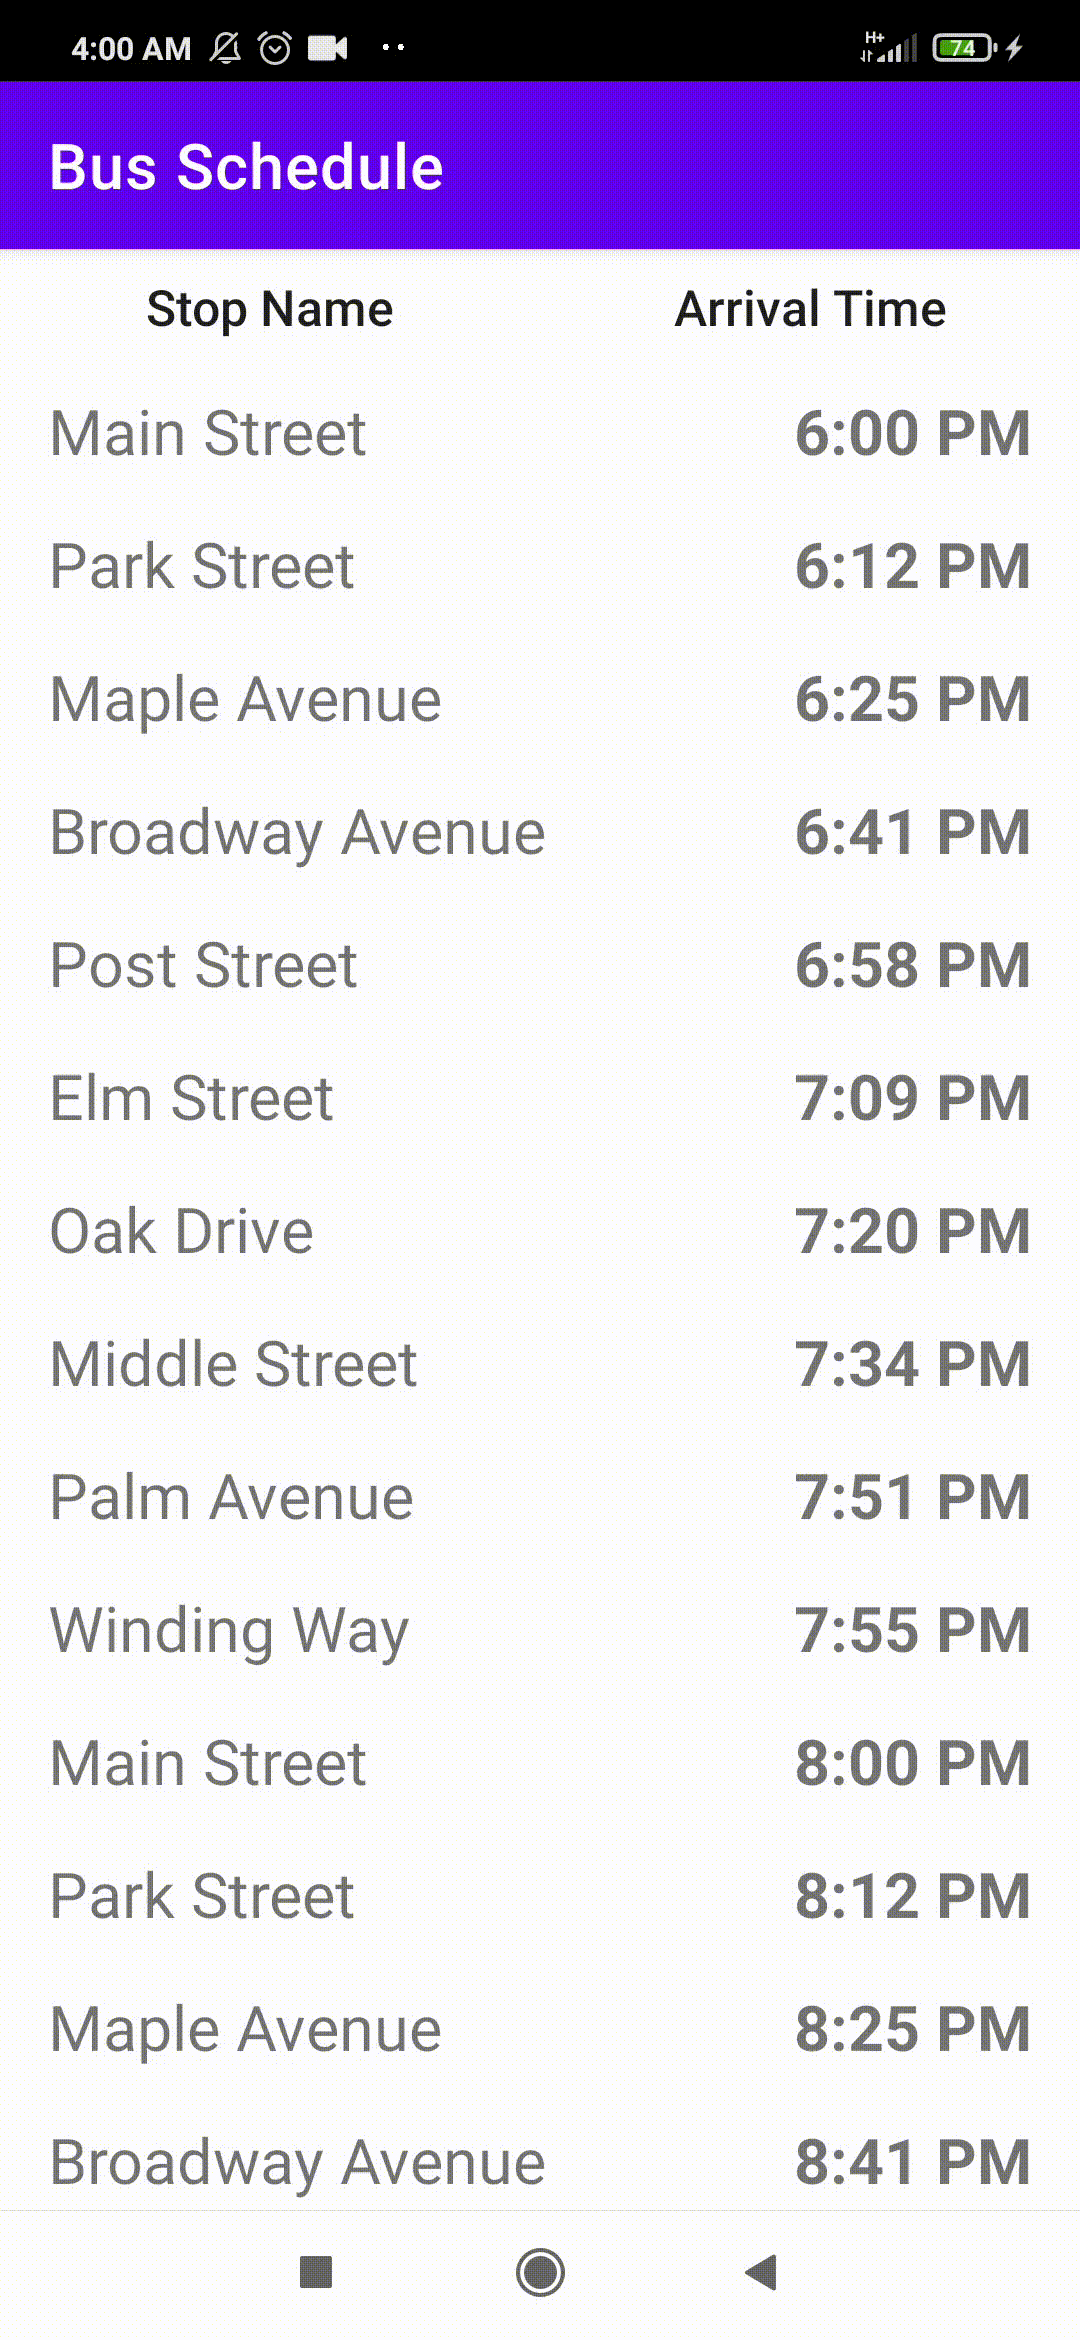 4:00 AM H+ 74
Bus Schedule
Stop Name Arrival Time
Main Street 6:00 PM
Park Street 6:12 PM
Maple Avenue 6:25 PM
Broadway Avenue 6:41 PM
Post Street 6:58 PM
Elm Street 7:09 PM
Oak Drive 7:20 PM
Middle Street 7:34 PM
Palm Avenue 7:51 PM
Winding Way 7:55 PM
Main Street 8:00 PM
Park Street 8:12 PM
Maple Avenue 8:25 PM
Broadway Avenue 8:41 PM